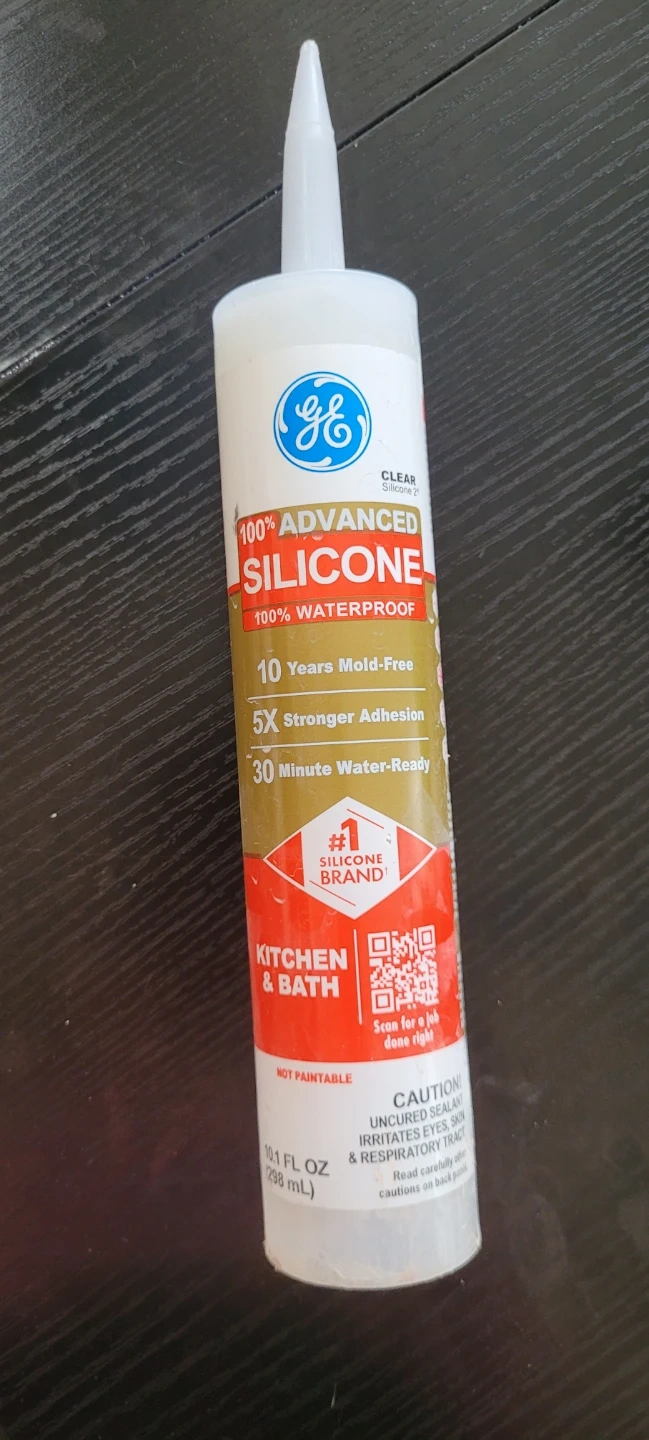 GE
CLEAR
Silicone 2
100% ADVANCED
SILICONE
100% WATERPROOF
10 Years Mold-Free
5X Stronger Adhesion
30 Minute Water-Ready
#1
SILICONE
BRAND†
KITCHEN
& BATH
Scan for a job
done right
NOT PAINTABLE
CAUTION!
UNCURED SEALANT
IRRITATES EYES, SKIN
& RESPIRATORY TRACT.
Read carefully other
cautions on back panels.
10.1 FL OZ
(298 mL)